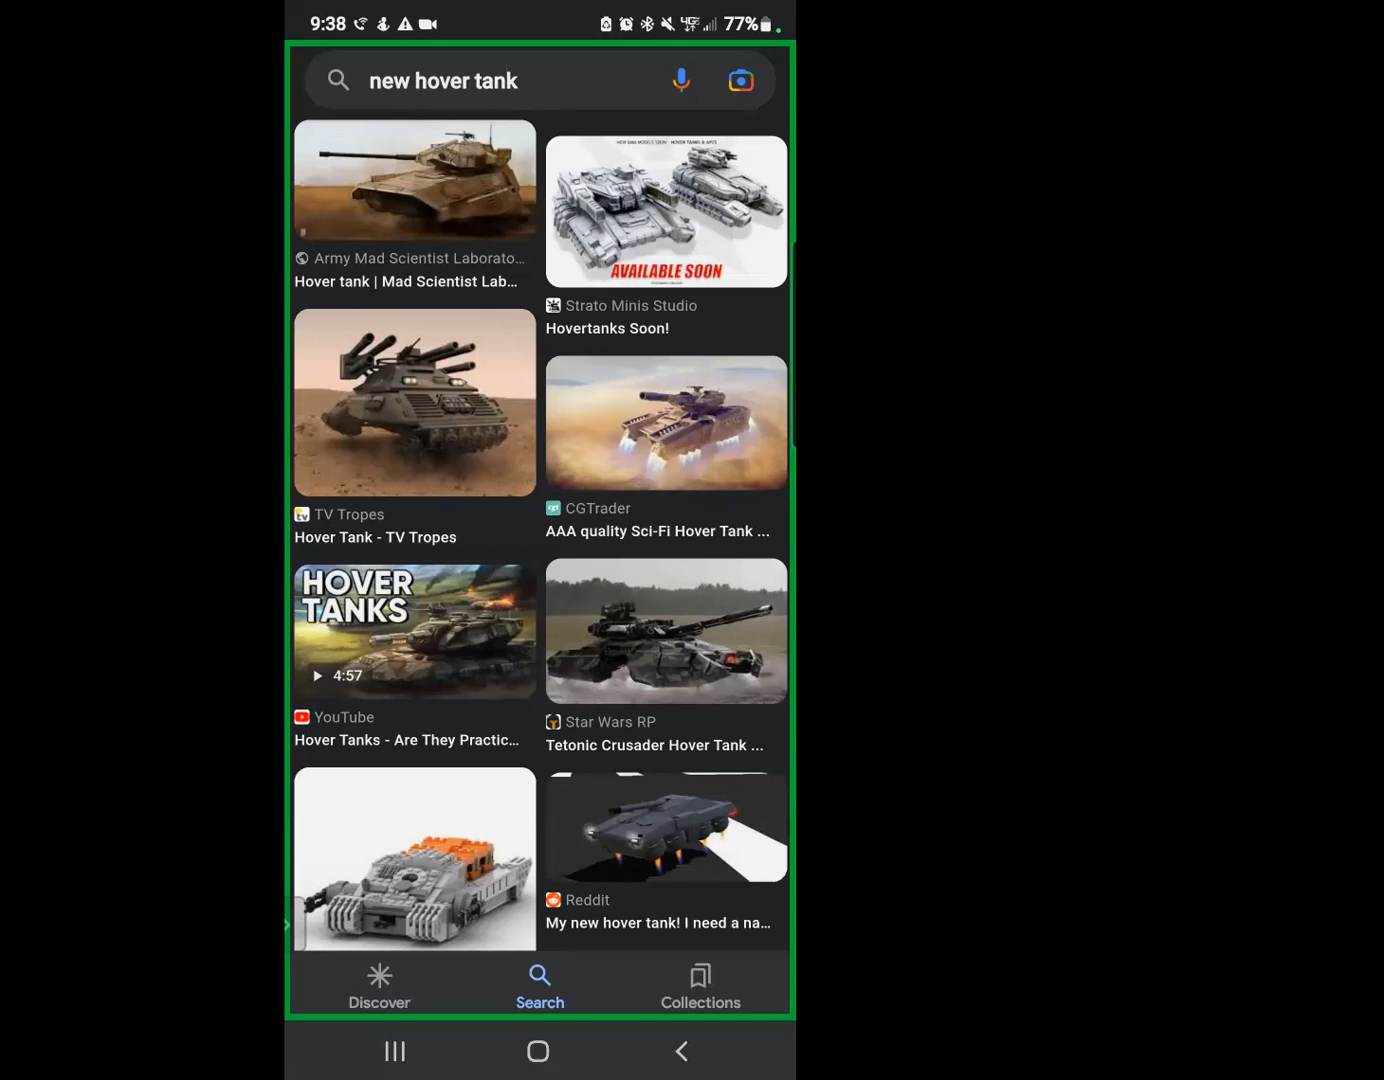 9:38
77%
new hover tank
Army Mad Scientist Laborato...
Hover tank | Mad Scientist Lab...
HOVER TANKS & APCS
AVAILABLE SOON
Strato Minis Studio
Hovertanks Soon!
TV Tropes
Hover Tank - TV Tropes
CGTrader
AAA quality Sci-Fi Hover Tank ...
HOVER
TANKS
4:57
YouTube
Hover Tanks - Are They Practic...
Star Wars RP
Tetonic Crusader Hover Tank ...
Reddit
My new hover tank! I need a na...
Discover
Search
Collections